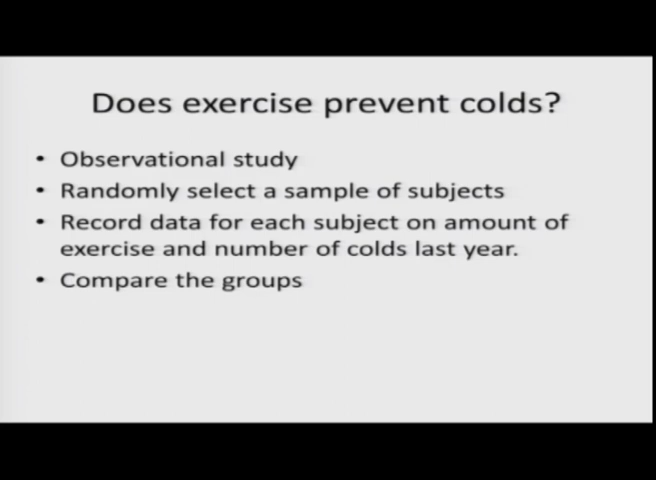 Does exercise prevent colds?
• Observational study
• Randomly select a sample of subjects
• Record data for each subject on amount of
exercise and number of colds last year.
• Compare the groups